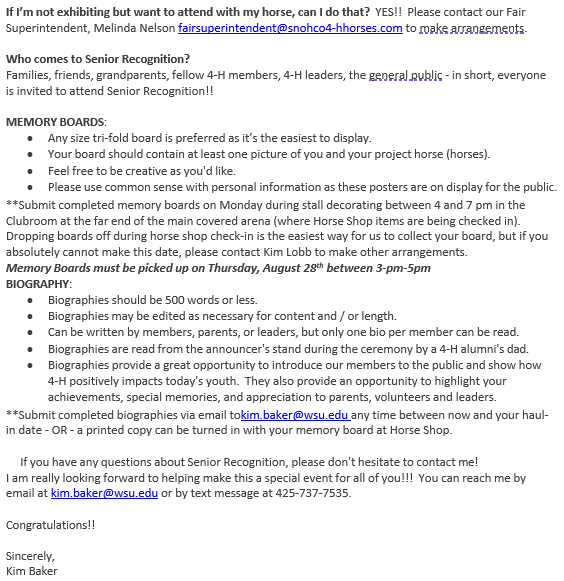 If I'm not exhibiting but want to attend with my horse, can I do that?  YES!!  Please contact our Fair
Superintendent, Melinda Nelson fairsuperintendent@snohco4-hhorses.com to make arrangements.
Who comes to Senior Recognition?
Families, friends, grandparents, fellow 4-H members, 4-H leaders, the general public - in short, everyone
is invited to attend Senior Recognition!!
MEMORY BOARDS:
• Any size tri-fold board is preferred as it's the easiest to display.
• Your board should contain at least one picture of you and your project horse (horses).
• Feel free to be creative as you'd like.
• Please use common sense with personal information as these posters are on display for the public.
**Submit completed memory boards on Monday during stall decorating between 4 and 7 pm in the
Clubroom at the far end of the main covered arena (where Horse Shop items are being checked in).
Dropping boards off during horse shop check-in is the easiest way for us to collect your board, but if you
absolutely cannot make this date, please contact Kim Lobb to make other arrangements.
Memory Boards must be picked up on Thursday, August 28th between 3-pm-5pm
BIOGRAPHY:
• Biographies should be 500 words or less.
• Biographies may be edited as necessary for content and / or length.
• Can be written by members, parents, or leaders, but only one bio per member can be read.
• Biographies are read from the announcer's stand during the ceremony by a 4-H alumni's dad.
• Biographies provide a great opportunity to introduce our members to the public and show how
4-H positively impacts today's youth.  They also provide an opportunity to highlight your
achievements, special memories, and appreciation to parents, volunteers and leaders.
**Submit completed biographies via email tokim.baker@wsu.edu any time between now and your haul-
in date - OR - a printed copy can be turned in with your memory board at Horse Shop.
If you have any questions about Senior Recognition, please don't hesitate to contact me!
I am really looking forward to helping make this a special event for all of you!!!  You can reach me by
email at kim.baker@wsu.edu or by text message at 425-737-7535.
Congratulations!!
Sincerely,
Kim Baker